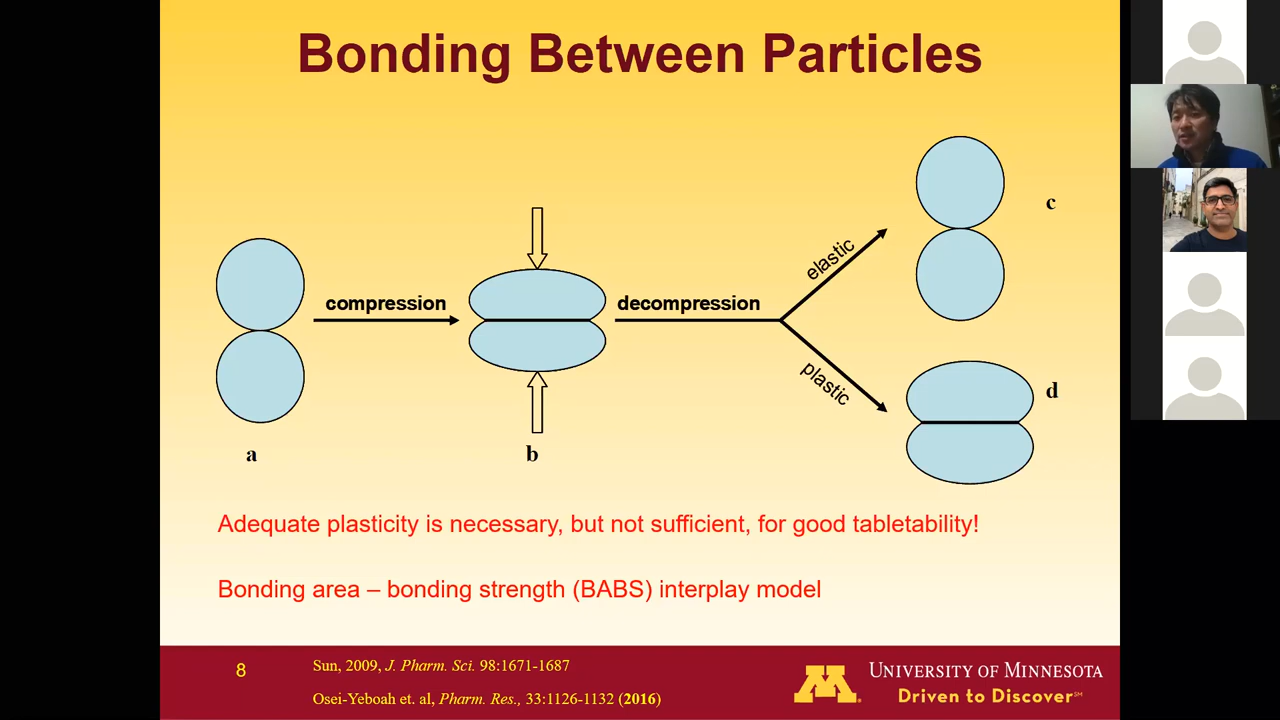 Bonding Between Particles
compression
decompression
elastic
plastic
a
b
c
d
Adequate plasticity is necessary, but not sufficient, for good tabletability!
Bonding area – bonding strength (BABS) interplay model
8
Sun, 2009, J. Pharm. Sci. 98:1671-1687
Osei-Yeboah et. al, Pharm. Res., 33:1126-1132 (2016)
M
UNIVERSITY OF MINNESOTA
Driven to Discover℠